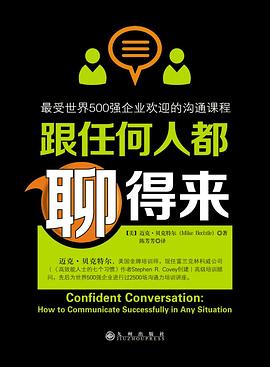 最受世界500强企业欢迎的沟通课程
跟任何人都
聊得来
【美】迈克·贝克特尔(Mike Bechtle)◎著
陈芳芳◎译
迈克·贝克特尔,美国金牌培训师,现任富兰克林科威公司
(《高效能人士的七个习惯》作者Stephen R. Covey创建)高级培训顾
问,先后为世界500强企业进行过2500场沟通力培训讲座。
Confident Conversation:
How to Communicate Successfully in Any Situation
九州出版社